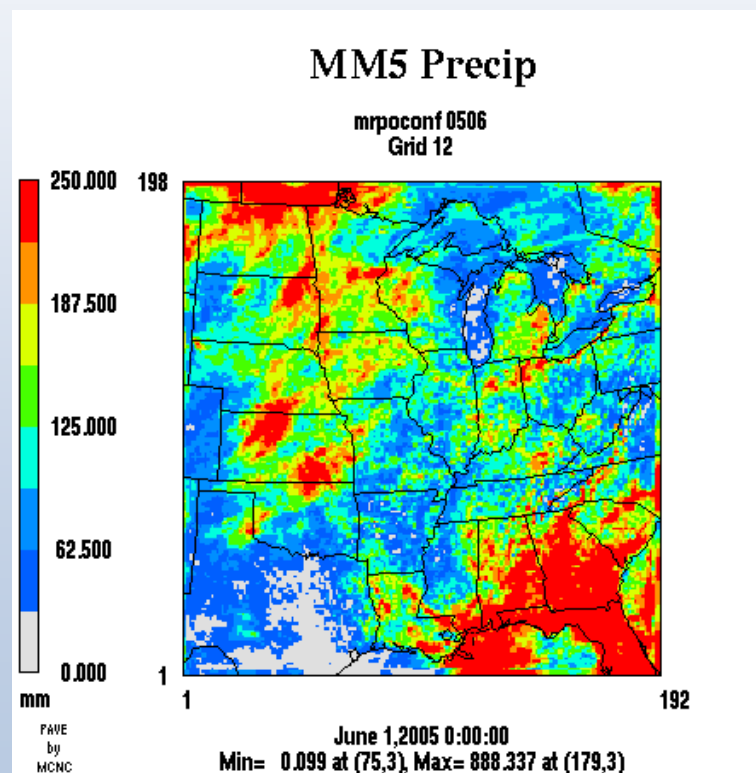 MM5 Precip
mrpoconf 0506
Grid 12
250.000
187.500
125.000
62.500
0.000
mm
PAVE
by
MCNC
198
1
1
192
June 1,2005 0:00:00
Min= 0.099 at (75,3), Max= 888.337 at (179,3)